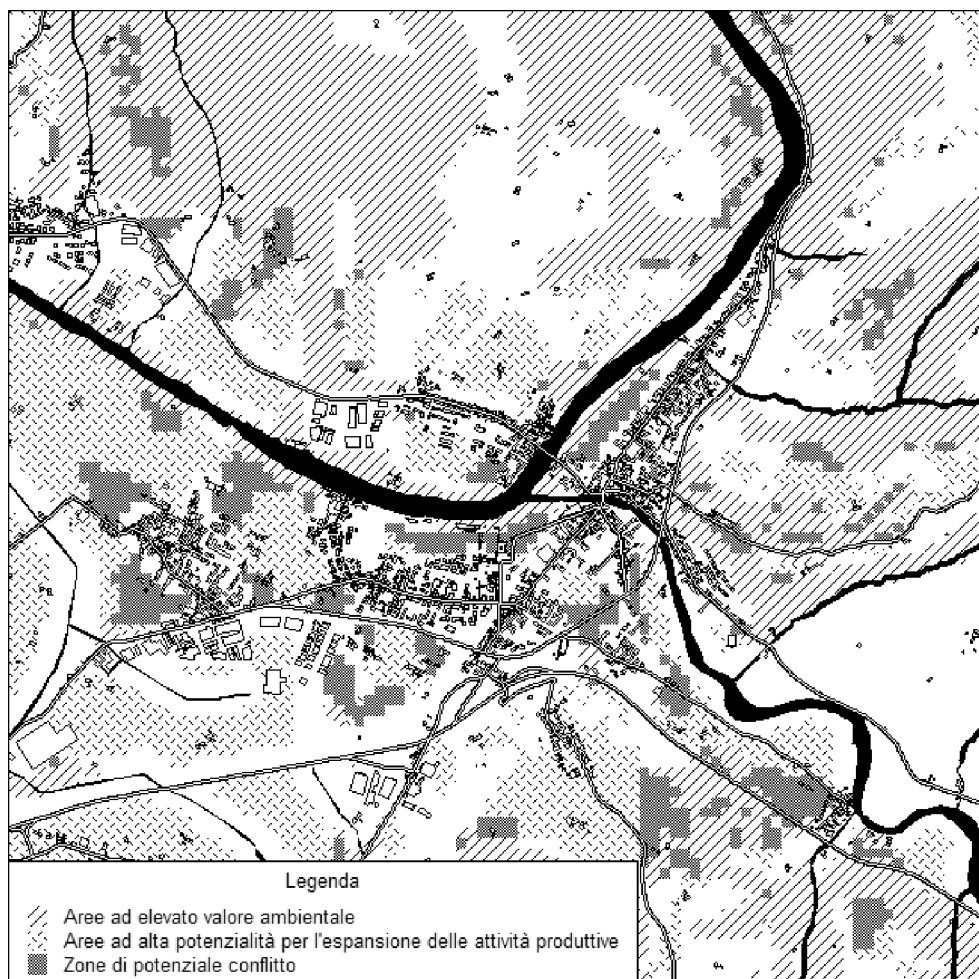 Legenda
Aree ad elevato valore ambientale
Aree ad alta potenzialità per l'espansione delle attività produttive
Zone di potenziale conflitto